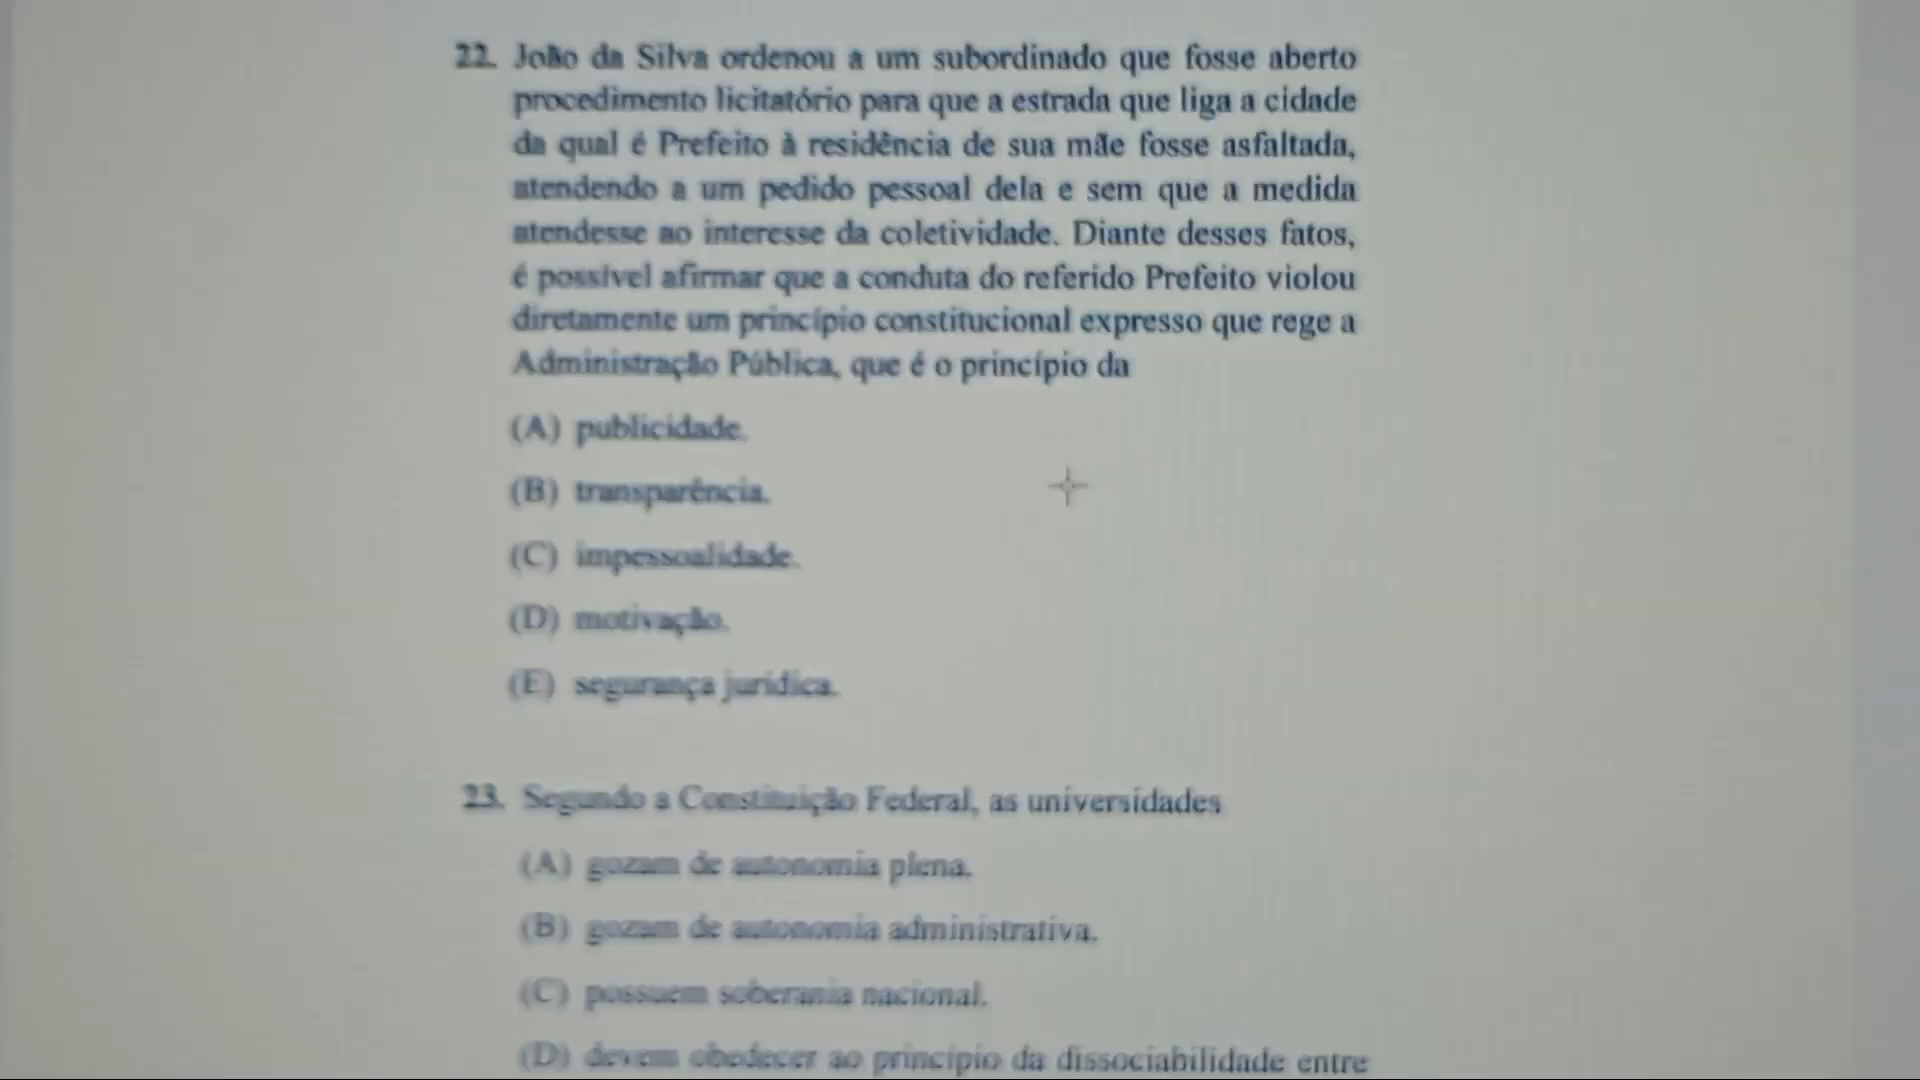 22. João da Silva ordenou a um subordinado que fosse aberto
procedimento licitatório para que a estrada que liga a cidade
da qual é Prefeito à residência de sua mãe fosse asfaltada,
atendendo a um pedido pessoal dela e sem que a medida
atendesse ao interesse da coletividade. Diante desses fatos,
é possível afirmar que a conduta do referido Prefeito violou
diretamente um princípio constitucional expresso que rege a
Administração Pública, que é o princípio da
(A) publicidade.
(B) transparência.
(C) impessoalidade.
(D) motivação.
(E) segurança jurídica.
23. Segundo a Constituição Federal, as universidades
(A) gozam de autonomia plena.
(B) gozam de autonomia administrativa.
(C) possuem soberania nacional.
(D) devem obedecer ao princípio da dissociabilidade entre